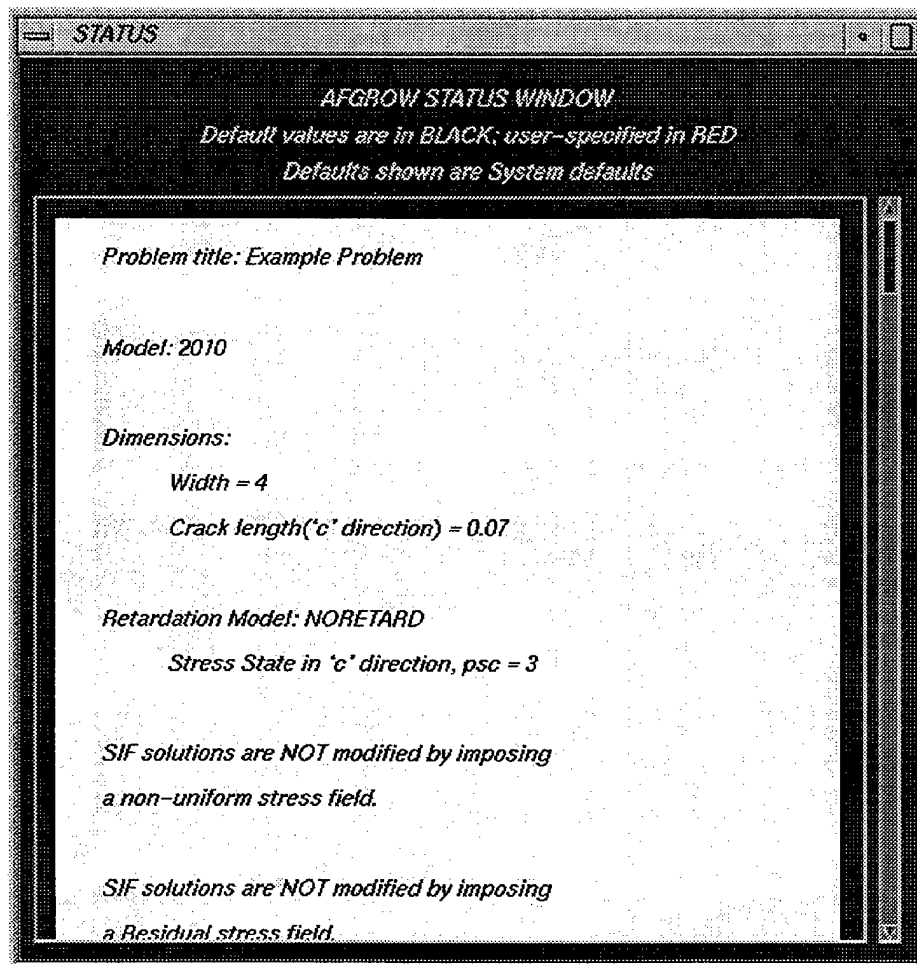 STATUS
AFGROW STATUS WINDOW
Default values are in BLACK; user-specified in RED
Defaults shown are System defaults
Problem title: Example Problem
Model: 2010
Dimensions:
Width = 4
Crack length('c' direction) = 0.07
Retardation Model: NORETARD
Stress State in 'c' direction, psc = 3
SIF solutions are NOT modified by imposing
a non-uniform stress field.
SIF solutions are NOT modified by imposing
a Residual stress field.